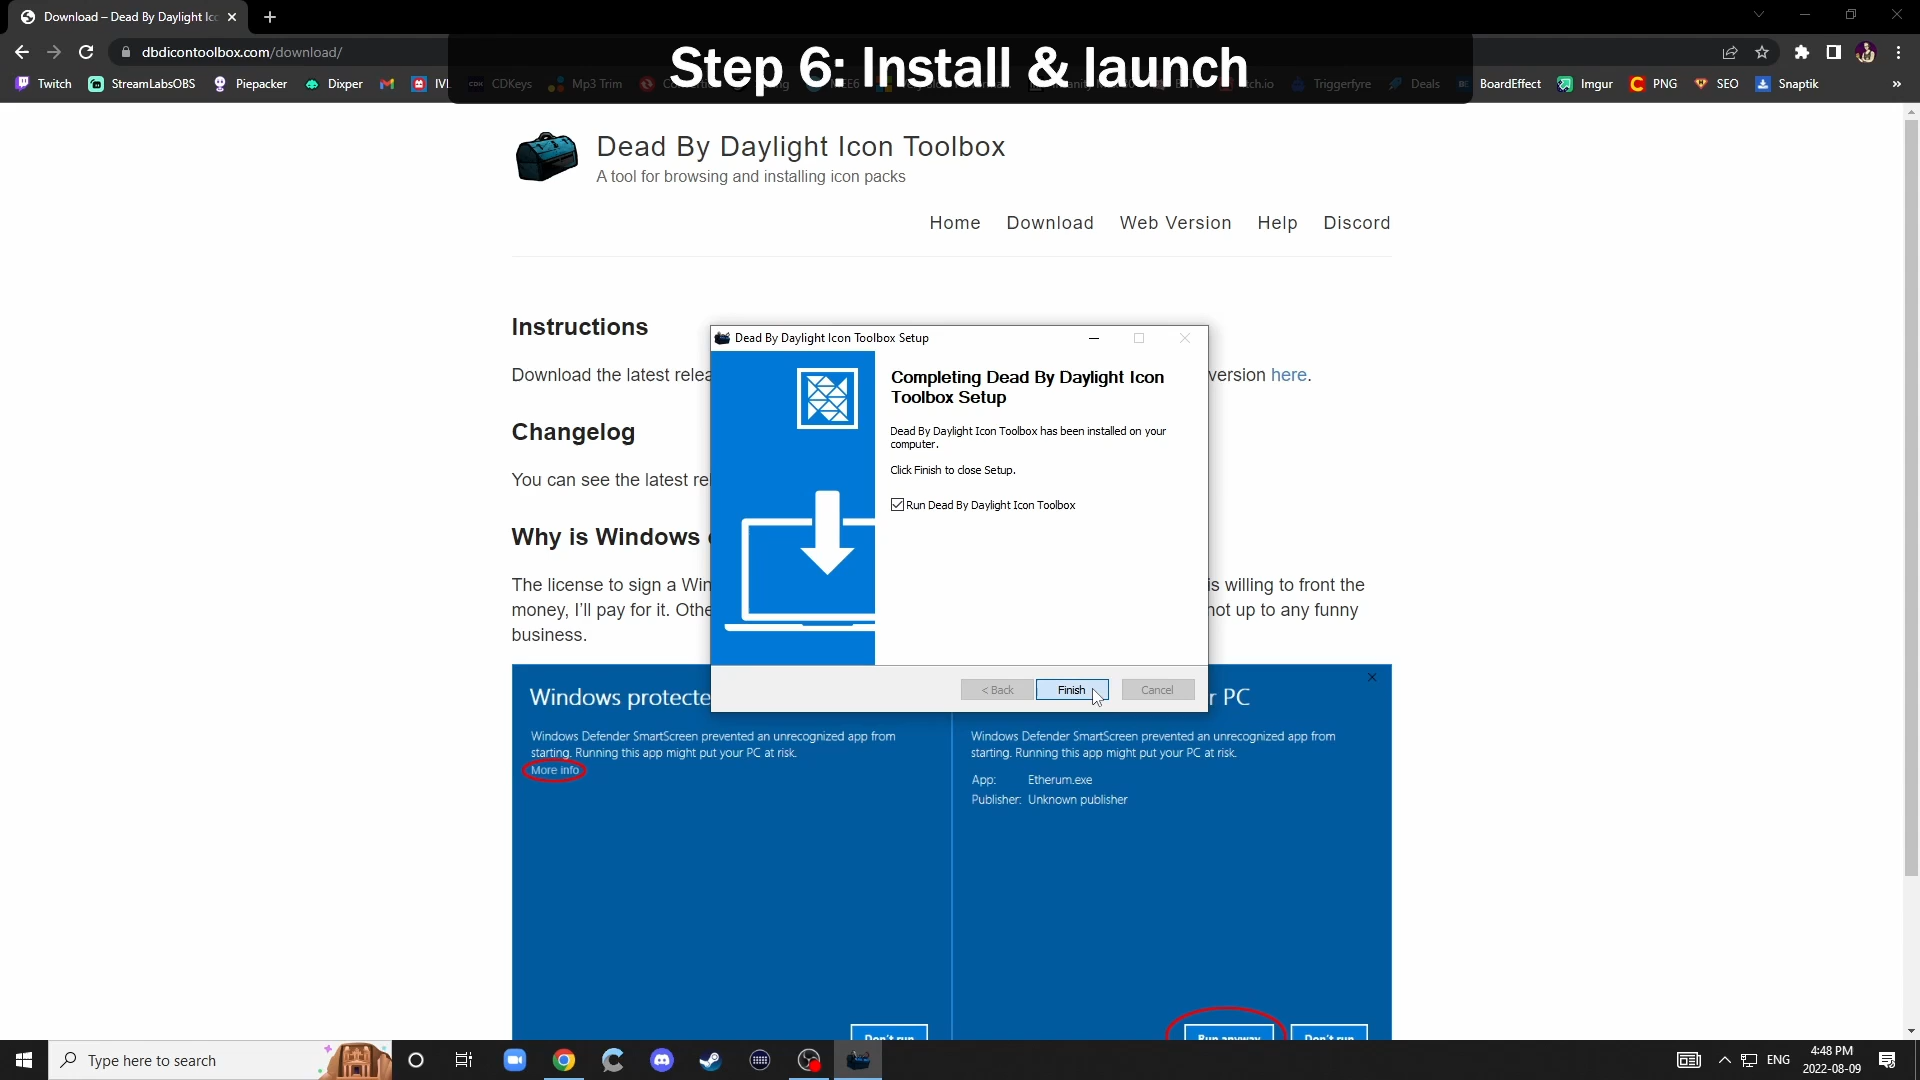 Download – Dead By Daylight Ic
dbdicontoolbox.com/download/
Step 6: Install & launch
Twitch
StreamLabsOBS
Piepacker
Dixper
CDKeys
Mp3 Trim
Triggerfyre
Deals
BoardEffect
Imgur
PNG
SEO
Snaptik
»
Dead By Daylight Icon Toolbox
A tool for browsing and installing icon packs
Home
Download
Web Version
Help
Discord
Instructions
Download the latest relea
version here.
Changelog
You can see the latest rel
Why is Windows
The license to sign a Win
is willing to front the
money, I'll pay for it. Othe
not up to any funny
business.
Dead By Daylight Icon Toolbox Setup
Completing Dead By Daylight Icon
Toolbox Setup
Dead By Daylight Icon Toolbox has been installed on your
computer.
Click Finish to close Setup.
Run Dead By Daylight Icon Toolbox
< Back
Finish
Cancel
Windows protecte
r PC
Windows Defender SmartScreen prevented an unrecognized app from
starting. Running this app might put your PC at risk.
More info
Windows Defender SmartScreen prevented an unrecognized app from
starting. Running this app might put your PC at risk.
App: Etherum.exe
Publisher: Unknown publisher
Don't run
Run anyway
Don't run
Type here to search
ENG
4:48 PM
2022-08-09